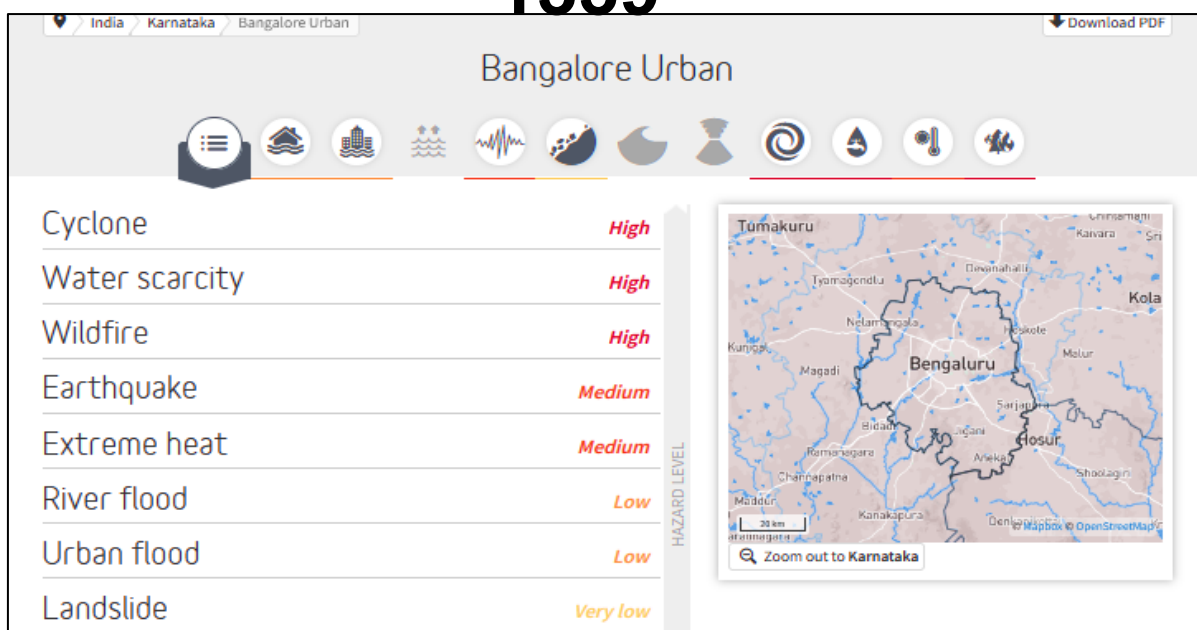 India Karnataka Bangalore Urban
Download PDF
Bangalore Urban
Cyclone High
Water scarcity High
Wildfire High
Earthquake Medium
Extreme heat Medium
River flood Low
Urban flood Low
Landslide Very low
HAZARD LEVEL
Tumakuru
Kaivara
Sri
Devanahalli
Tyamagondlu
Kola
Nelamangala
Hoskote
Kunigal
Magadi
Bengaluru
Malur
Sarjapura
Bidadi
Jigani
Hosur
Ramanagara
Aneka
Shoolagiri
Channapatna
Maddur
Kanakapura
20 km
© Mapbox © OpenStreetMap
Zoom out to Karnataka